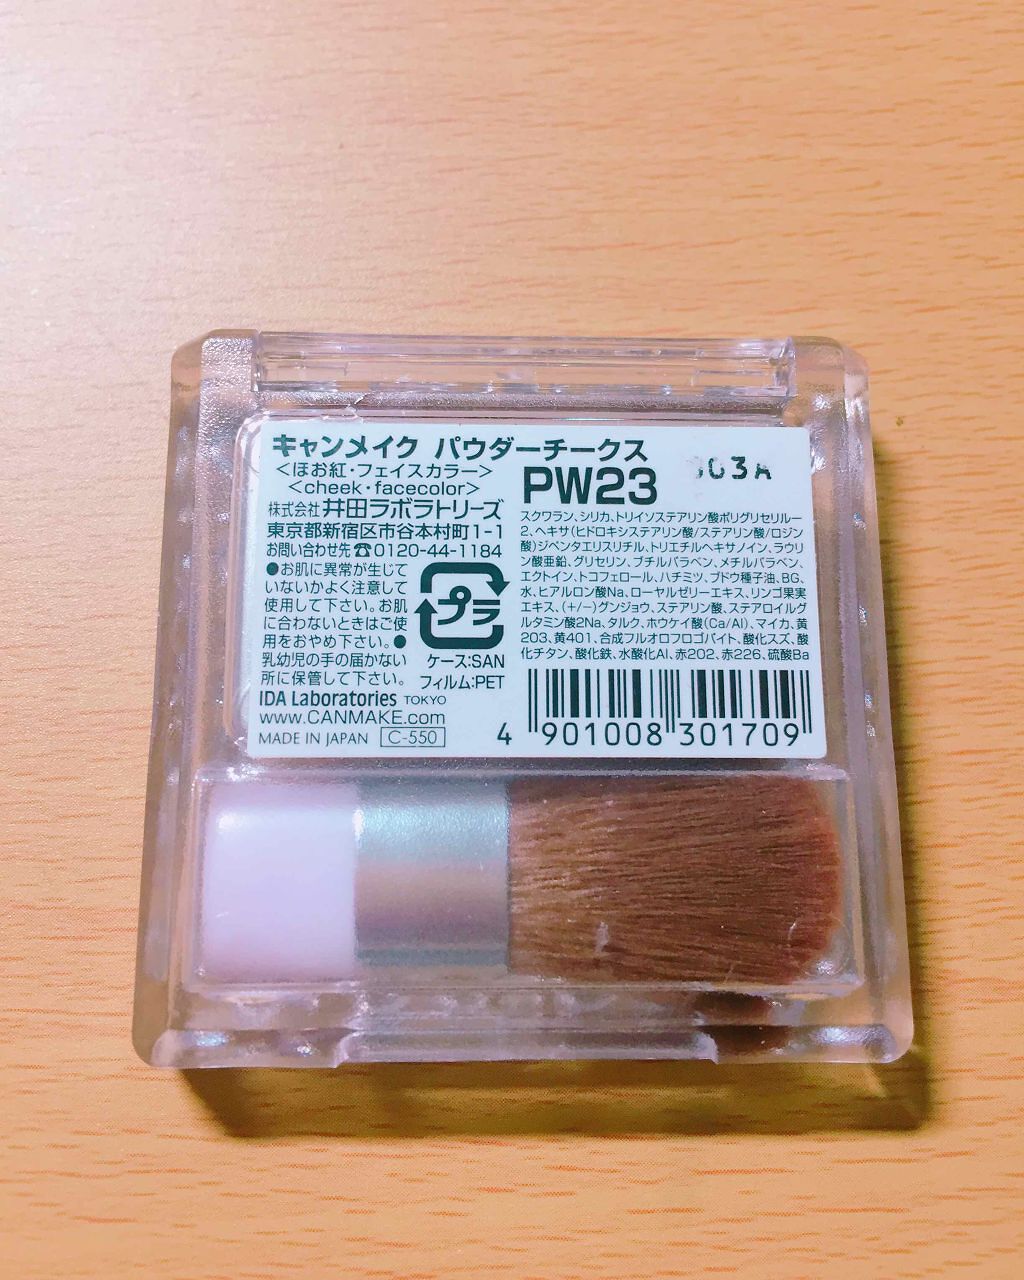 キャンメイク パウダーチークス
<ほお紅・フェイスカラー>
<cheek・facecolor>
株式会社 井田ラボラトリーズ
東京都新宿区市谷本村町1-1
お問い合わせ先☎0120-44-1184
●お肌に異常が生じて
いないかよく注意して
使用して下さい。お肌
に合わないときはご使
用をおやめ下さい。●
乳幼児の手の届かない
所に保管して下さい。
プラ
ケース:SAN
フィルム:PET
IDA Laboratories TOKYO
www.CANMAKE.com
MADE IN JAPAN C-550
PW23
03A
スクワラン、シリカ、トリイソステアリン酸ポリグリセリル-
2、ヘキサ(ヒドロキシステアリン酸/ステアリン酸/ロジン
酸)ジペンタエリスリチル、トリエチルヘキサノイン、ラウリ
ン酸亜鉛、グリセリン、ブチルパラベン、メチルパラベン、
エクトイン、トコフェロール、ハチミツ、ブドウ種子油、BG、
水、ヒアルロン酸Na、ローヤルゼリーエキス、リンゴ果実
エキス、(+/-)グンジョウ、ステアリン酸、ステアロイルグ
ルタミン酸2Na、タルク、ホウケイ酸(Ca/Al)、マイカ、黄
203、黄401、合成フルオロフロゴパイト、酸化スズ、酸
化チタン、酸化鉄、水酸化Al、赤202、赤226、硫酸Ba
4 901008 301709